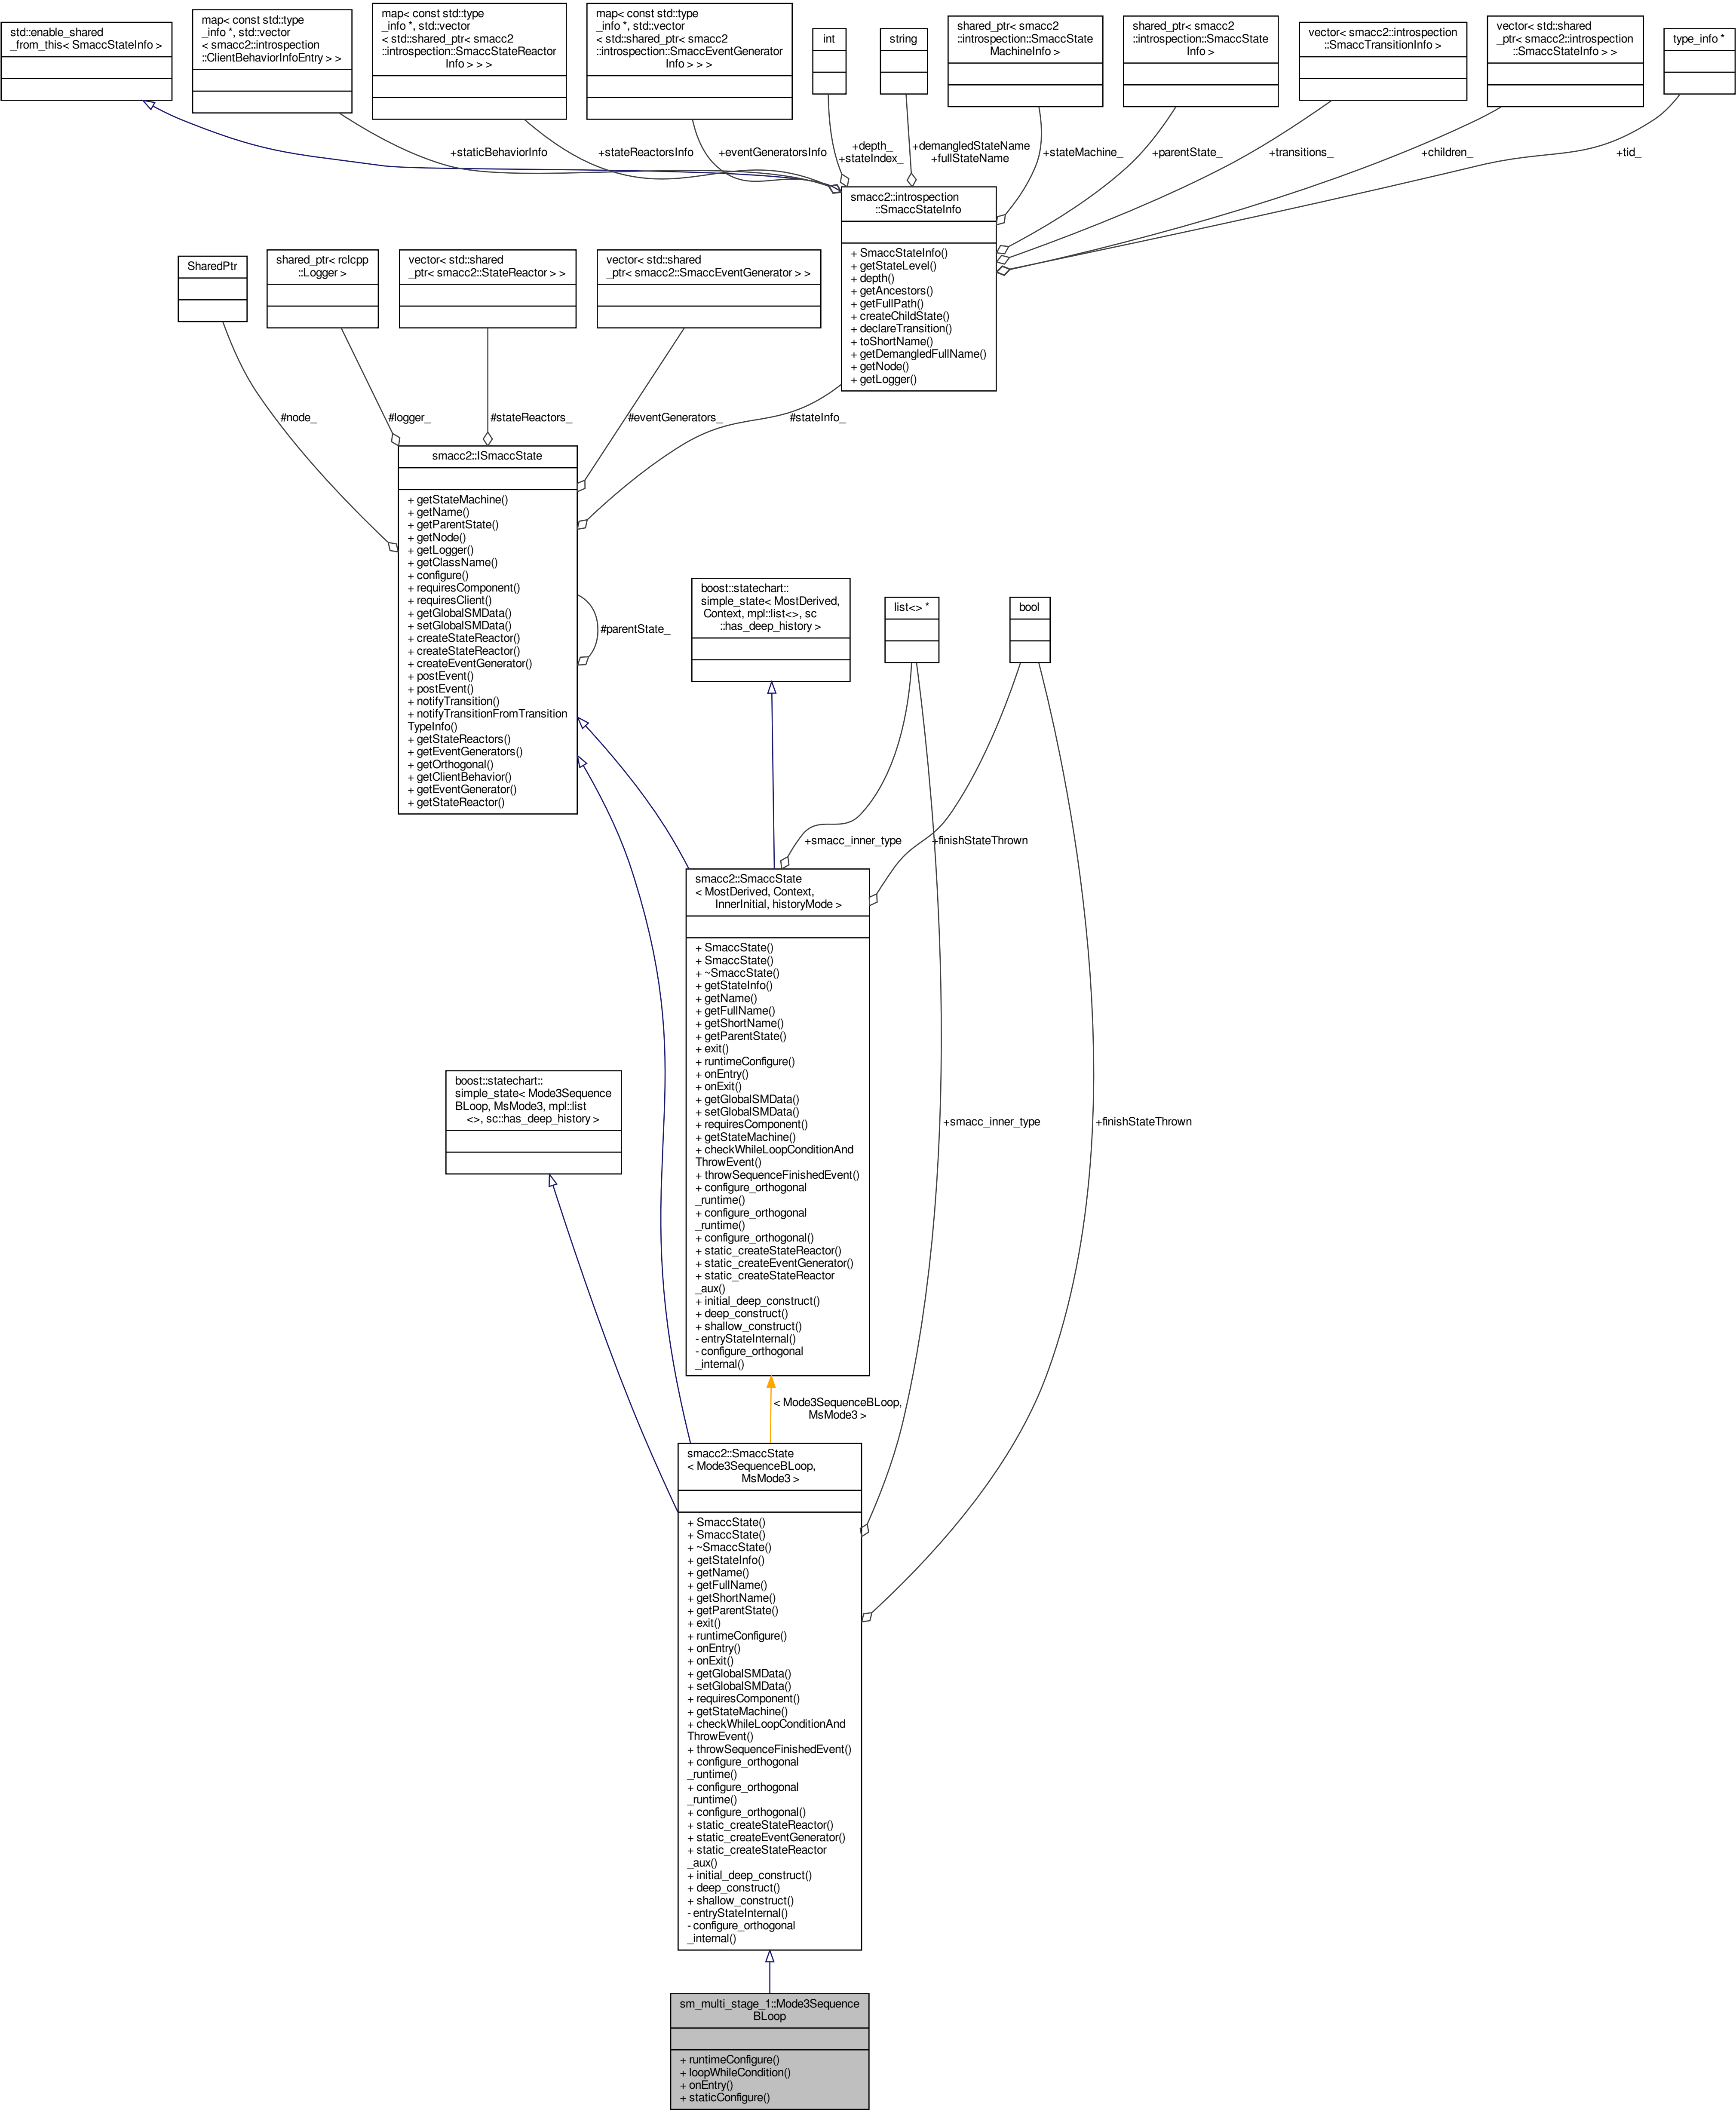 std::enable_shared
_from_this< SmaccStateInfo >
map< const std::type
_info *, std::vector
< smacc2::introspection
::ClientBehaviorInfoEntry > >
map< const std::type
_info *, std::vector
< std::shared_ptr< smacc2
::introspection::SmaccStateReactor
Info > > >
map< const std::type
_info *, std::vector
< std::shared_ptr< smacc2
::introspection::SmaccEventGenerator
Info > > >
int
string
shared_ptr< smacc2
::introspection::SmaccState
MachineInfo >
shared_ptr< smacc2
::introspection::SmaccState
Info >
vector< smacc2::introspection
::SmaccTransitionInfo >
vector< std::shared
_ptr< smacc2::introspection
::SmaccStateInfo > >
type_info *
+staticBehaviorInfo
+stateReactorsInfo
+eventGeneratorsInfo
+depth_
+stateIndex_
+demangledStateName
+fullStateName
+stateMachine_
+parentState_
+transitions_
+children_
+tid_
smacc2::introspection
::SmaccStateInfo
+ SmaccStateInfo()
+ getStateLevel()
+ depth()
+ getAncestors()
+ getFullPath()
+ createChildState()
+ declareTransition()
+ toShortName()
+ getDemangledFullName()
+ getNode()
+ getLogger()
SharedPtr
shared_ptr< rclcpp
::Logger >
vector< std::shared
_ptr< smacc2::StateReactor > >
vector< std::shared
_ptr< smacc2::SmaccEventGenerator > >
#node_
#logger_
#stateReactors_
#eventGenerators_
#stateInfo_
smacc2::ISmaccState
+ getStateMachine()
+ getName()
+ getParentState()
+ getNode()
+ getLogger()
+ getClassName()
+ configure()
+ requiresComponent()
+ requiresClient()
+ getGlobalSMData()
+ setGlobalSMData()
+ createStateReactor()
+ createStateReactor()
+ createEventGenerator()
+ postEvent()
+ postEvent()
+ notifyTransition()
+ notifyTransitionFromTransition
TypeInfo()
+ getStateReactors()
+ getEventGenerators()
+ getOrthogonal()
+ getClientBehavior()
+ getEventGenerator()
+ getStateReactor()
#parentState_
boost::statechart::
simple_state< MostDerived,
Context, mpl::list<>, sc
::has_deep_history >
list<> *
bool
+smacc_inner_type
+finishStateThrown
smacc2::SmaccState
< MostDerived, Context,
InnerInitial, historyMode >
+ SmaccState()
+ SmaccState()
+ ~SmaccState()
+ getStateInfo()
+ getName()
+ getFullName()
+ getShortName()
+ getParentState()
+ exit()
+ runtimeConfigure()
+ onEntry()
+ onExit()
+ getGlobalSMData()
+ setGlobalSMData()
+ requiresComponent()
+ getStateMachine()
+ checkWhileLoopConditionAnd
ThrowEvent()
+ throwSequenceFinishedEvent()
+ configure_orthogonal
_runtime()
+ configure_orthogonal
_runtime()
+ configure_orthogonal()
+ static_createStateReactor()
+ static_createEventGenerator()
+ static_createStateReactor
_aux()
+ initial_deep_construct()
+ deep_construct()
+ shallow_construct()
- entryStateInternal()
- configure_orthogonal
_internal()
boost::statechart::
simple_state< Mode3Sequence
BLoop, MsMode3, mpl::list
<>, sc::has_deep_history >
+smacc_inner_type
+finishStateThrown
< Mode3SequenceBLoop,
MsMode3 >
smacc2::SmaccState
< Mode3SequenceBLoop,
MsMode3 >
+ SmaccState()
+ SmaccState()
+ ~SmaccState()
+ getStateInfo()
+ getName()
+ getFullName()
+ getShortName()
+ getParentState()
+ exit()
+ runtimeConfigure()
+ onEntry()
+ onExit()
+ getGlobalSMData()
+ setGlobalSMData()
+ requiresComponent()
+ getStateMachine()
+ checkWhileLoopConditionAnd
ThrowEvent()
+ throwSequenceFinishedEvent()
+ configure_orthogonal
_runtime()
+ configure_orthogonal
_runtime()
+ configure_orthogonal()
+ static_createStateReactor()
+ static_createEventGenerator()
+ static_createStateReactor
_aux()
+ initial_deep_construct()
+ deep_construct()
+ shallow_construct()
- entryStateInternal()
- configure_orthogonal
_internal()
sm_multi_stage_1::Mode3Sequence
BLoop
+ runtimeConfigure()
+ loopWhileCondition()
+ onEntry()
+ staticConfigure()